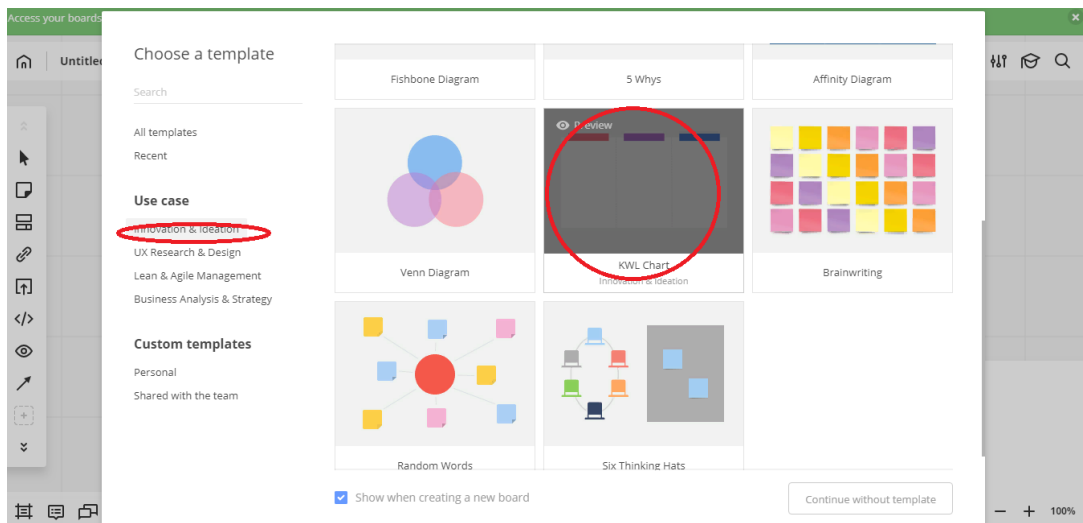 Access your boards
Untitle
Choose a template
Search
All templates
Recent
Use case
Innovation & Ideation
UX Research & Design
Lean & Agile Management
Business Analysis & Strategy
Custom templates
Personal
Shared with the team
Fishbone Diagram
5 Whys
Affinity Diagram
Preview
Venn Diagram
KWL Chart
Innovation & Ideation
Brainwriting
Random Words
Six Thinking Hats
Show when creating a new board
Continue without template
100%